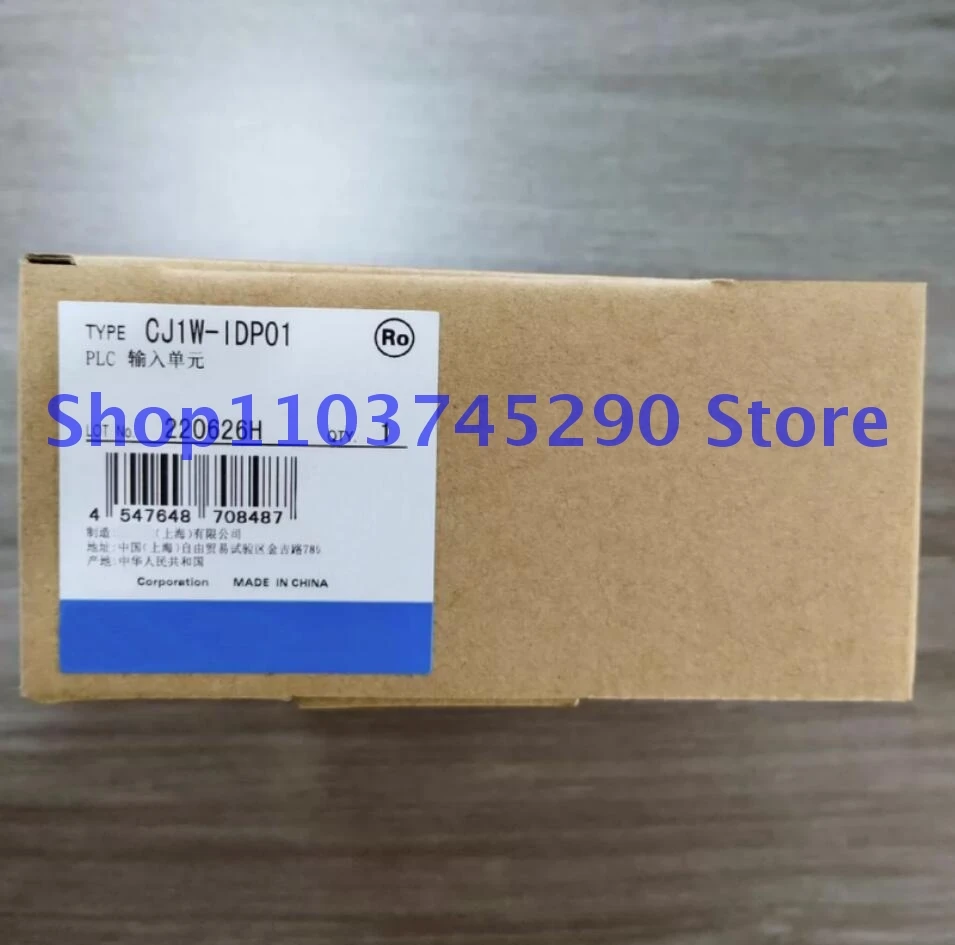 TYPE CJ1W-IDP01
Ro
PLC 输入单元
Shop1103745290 Store
LOT No. 220626H QTY. 1
4 547648 708487
制造: (上海)有限公司
地址:中国(上海)自由贸易试验区金吉路789
产地:中华人民共和国
Corporation MADE IN CHINA